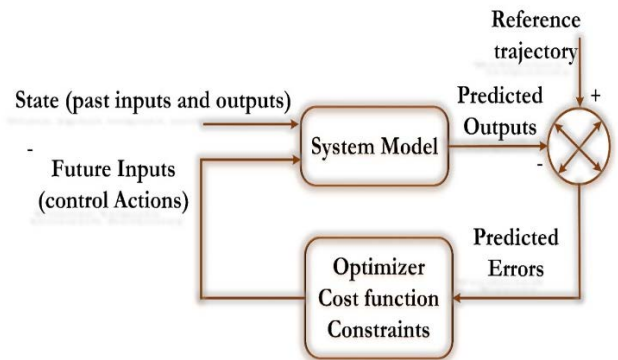 Reference
trajectory
+
State (past inputs and outputs)
Predicted
Outputs
System Model
-
-
Future Inputs
(control Actions)
Predicted
Errors
Optimizer
Cost function
Constraints